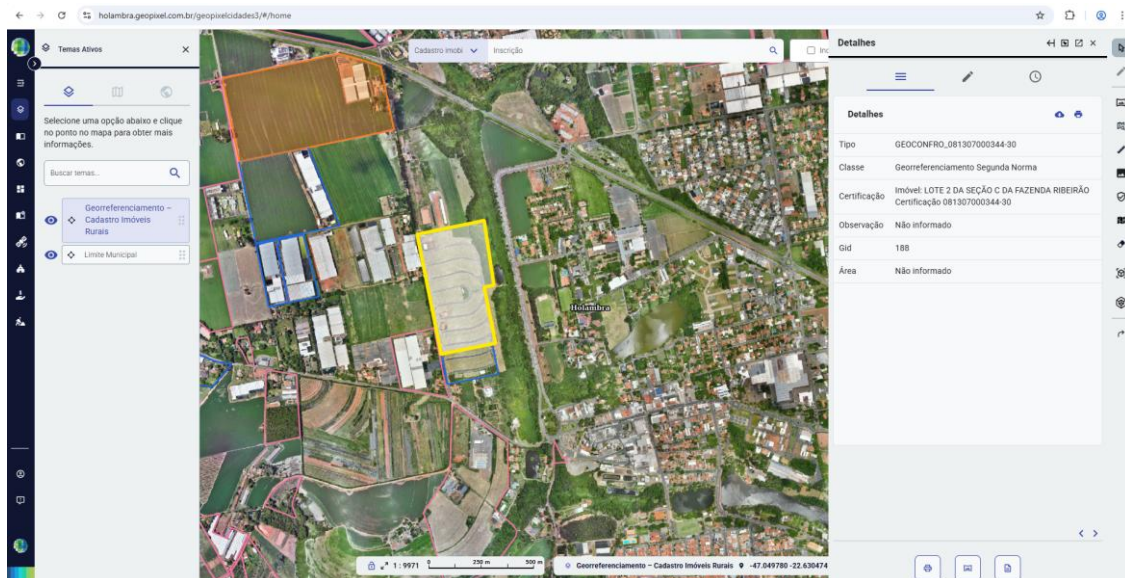 holambra.geopixel.com.br/geopixelcidades3/#/home
Temas Ativos
Selecione uma opção abaixo e clique
no ponto no mapa para obter mais
informações.
Buscar temas...
Georreferenciamento –
Cadastro Imóveis
Rurais
Limite Municipal
Cadastro imobi
Inscrição
Inc
Holambra
1 : 9971
0
250 m
500 m
Georreferenciamento – Cadastro Imóveis Rurais
-47.049780 -22.630474
Detalhes
Detalhes
Tipo GEOCONFRO_081307000344-30
Classe Georreferenciamento Segunda Norma
Certificação Imóvel: LOTE 2 DA SEÇÃO C DA FAZENDA RIBEIRÃO
Certificação 081307000344-30
Observação Não informado
Gid 188
Área Não informado